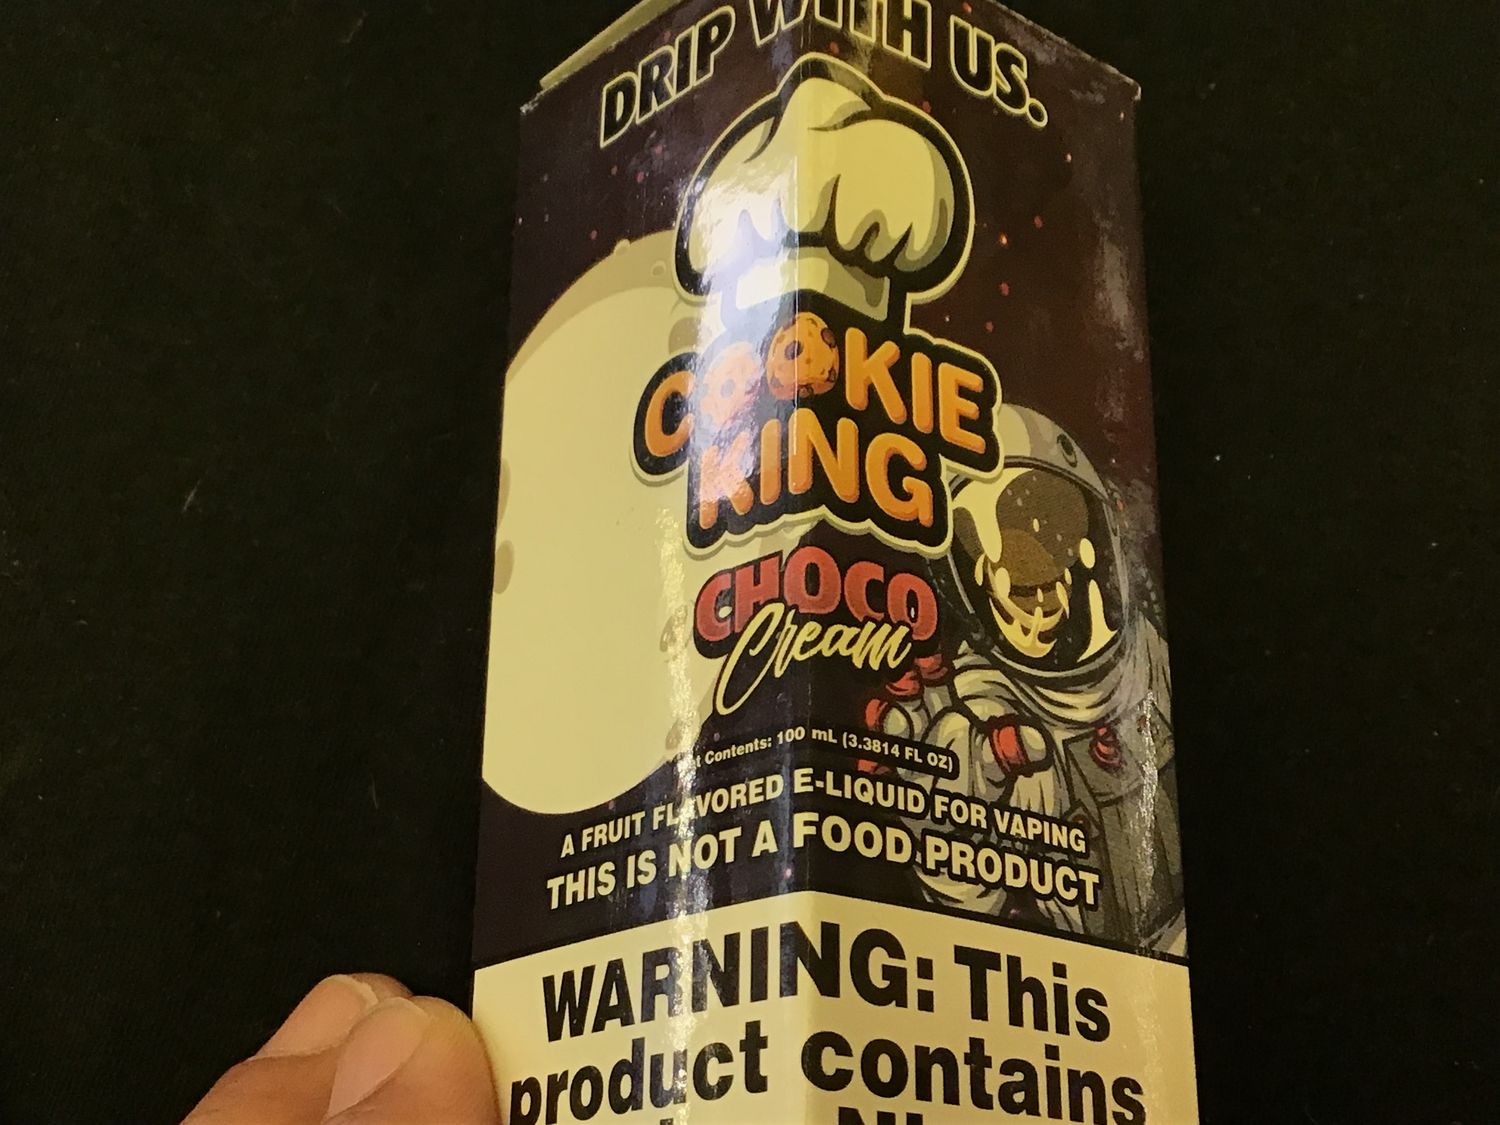 DRIP WITH US.
COOKIE
KING
CHOCO
Cream
Contents: 100 mL (3.3814 FL OZ)
A FRUIT FLAVORED E-LIQUID FOR VAPING
THIS IS NOT A FOOD PRODUCT
WARNING: This
product contains